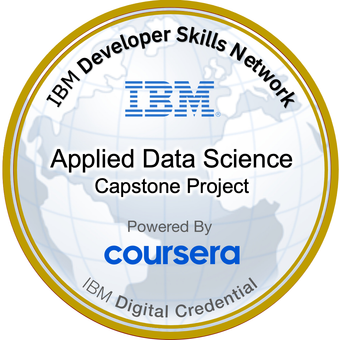 IBM Developer Skills Network
IBM
Applied Data Science
Capstone Project
Powered By
coursera
IBM Digital Credential